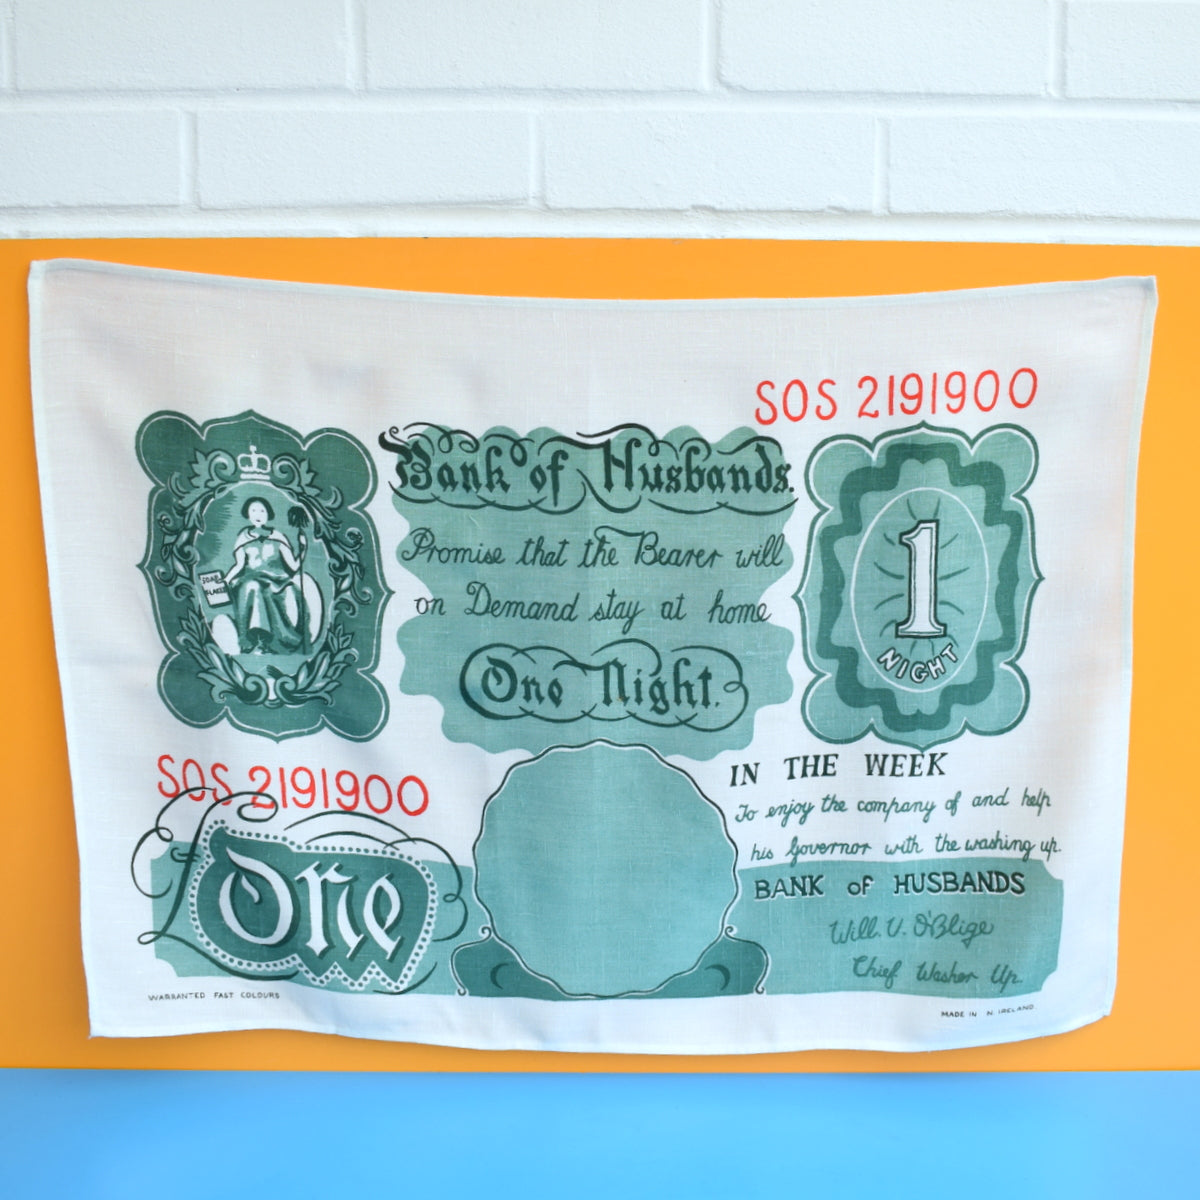 SOS 2191900
Bank of Husbands.
Promise that the Bearer will
on Demand stay at home
One Night.
SOAP
FLAKES
1
NIGHT
SOS 2191900
£One
IN THE WEEK
To enjoy the company of and help
his Governor with the washing up.
BANK of HUSBANDS
Will. U. O'Blige
Chief Washer Up.
WARRANTED FAST COLOURS
MADE IN N. IRELAND